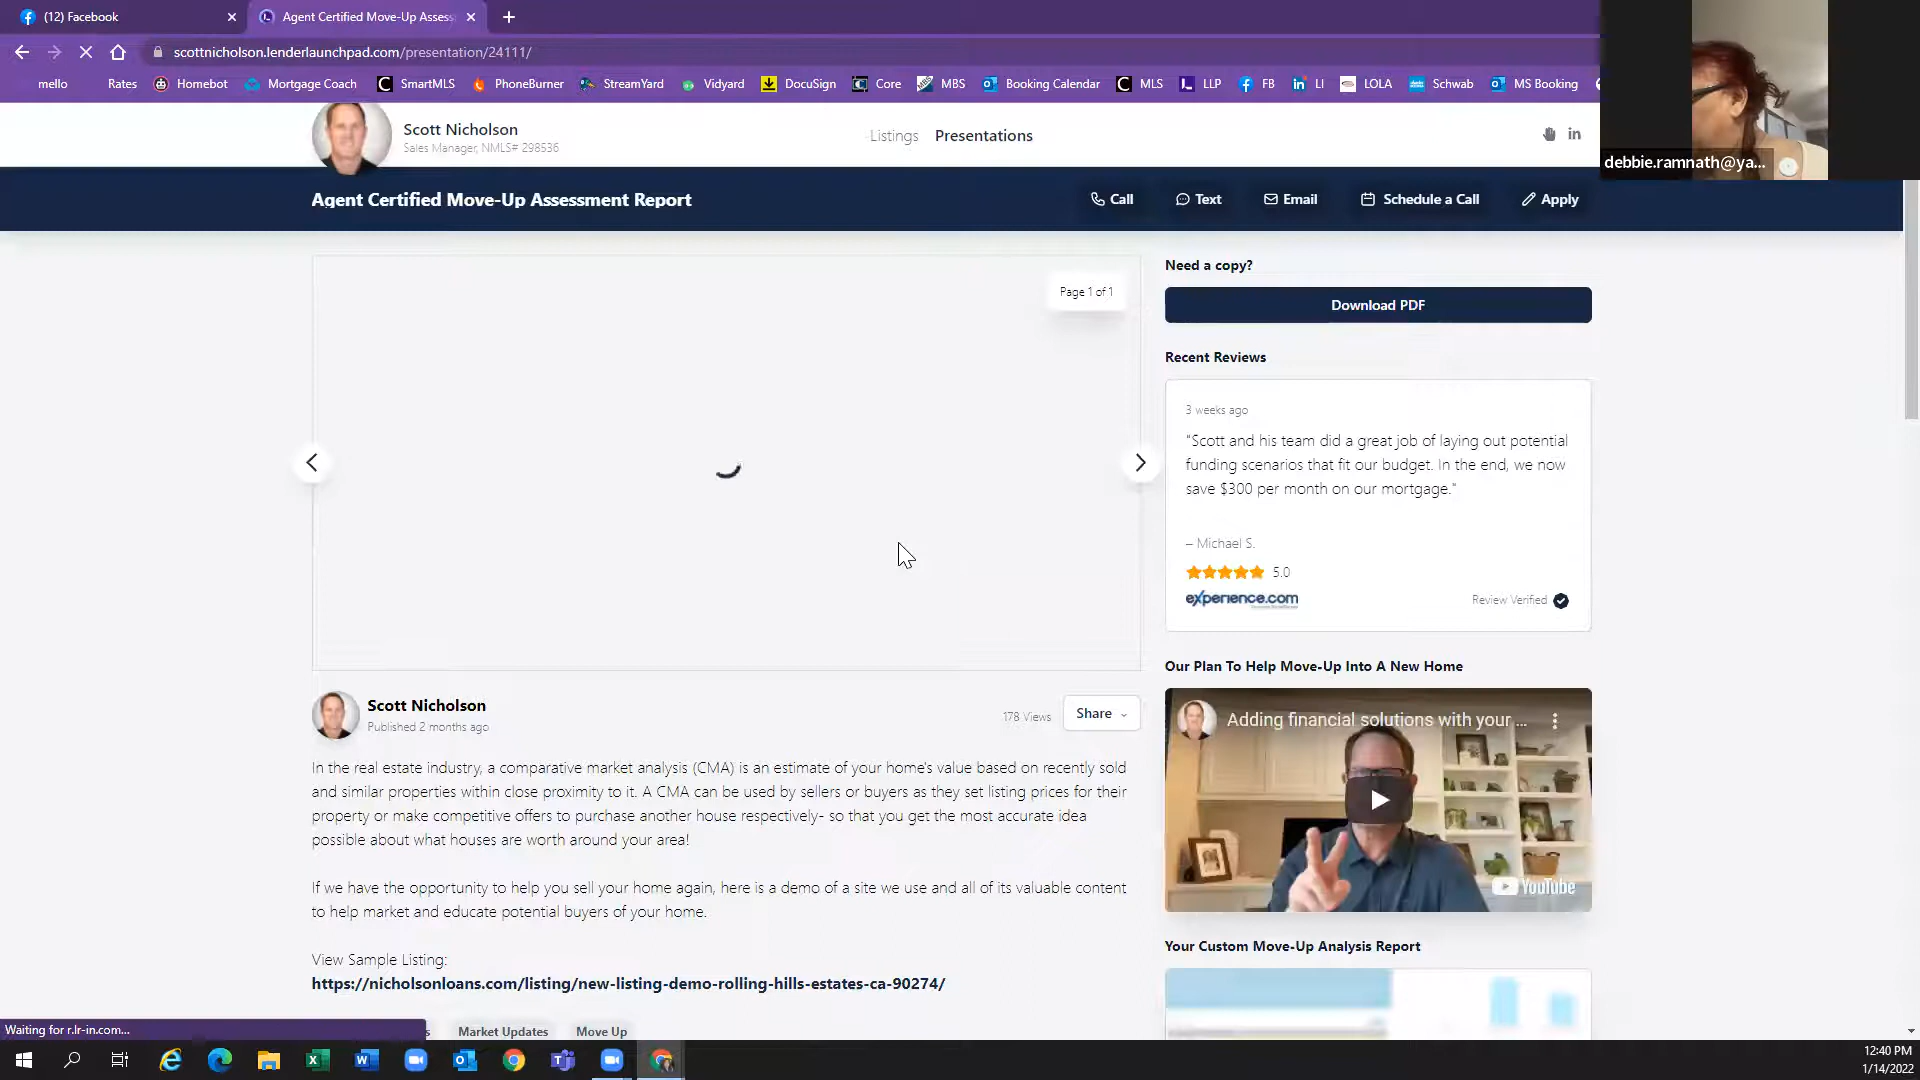 (12) Facebook
Agent Certified Move-Up Assess
scottnicholson.lenderlaunchpad.com/presentation/24111/
mello Rates Homebot Mortgage Coach SmartMLS PhoneBurner StreamYard Vidyard DocuSign Core MBS Booking Calendar MLS LLP FB LI LOLA Schwab MS Booking
debbie.ramnath@ya...
Scott Nicholson
Sales Manager, NMLS# 298536
Listings Presentations
in
Agent Certified Move-Up Assessment Report
Call Text Email Schedule a Call Apply
Page 1 of 1
Need a copy?
Download PDF
Recent Reviews
3 weeks ago
"Scott and his team did a great job of laying out potential
funding scenarios that fit our budget. In the end, we now
save $300 per month on our mortgage."
– Michael S.
5.0
experience.com
Review Verified
Scott Nicholson
Published 2 months ago
178 Views
Share
In the real estate industry, a comparative market analysis (CMA) is an estimate of your home's value based on recently sold
and similar properties within close proximity to it. A CMA can be used by sellers or buyers as they set listing prices for their
property or make competitive offers to purchase another house respectively- so that you get the most accurate idea
possible about what houses are worth around your area!
If we have the opportunity to help you sell your home again, here is a demo of a site we use and all of its valuable content
to help market and educate potential buyers of your home.
View Sample Listing:
https://nicholsonloans.com/listing/new-listing-demo-rolling-hills-estates-ca-90274/
Market Updates Move Up
Our Plan To Help Move-Up Into A New Home
Adding financial solutions with your ...
YouTube
Your Custom Move-Up Analysis Report
Waiting for r.lr-in.com...
12:40 PM
1/14/2022